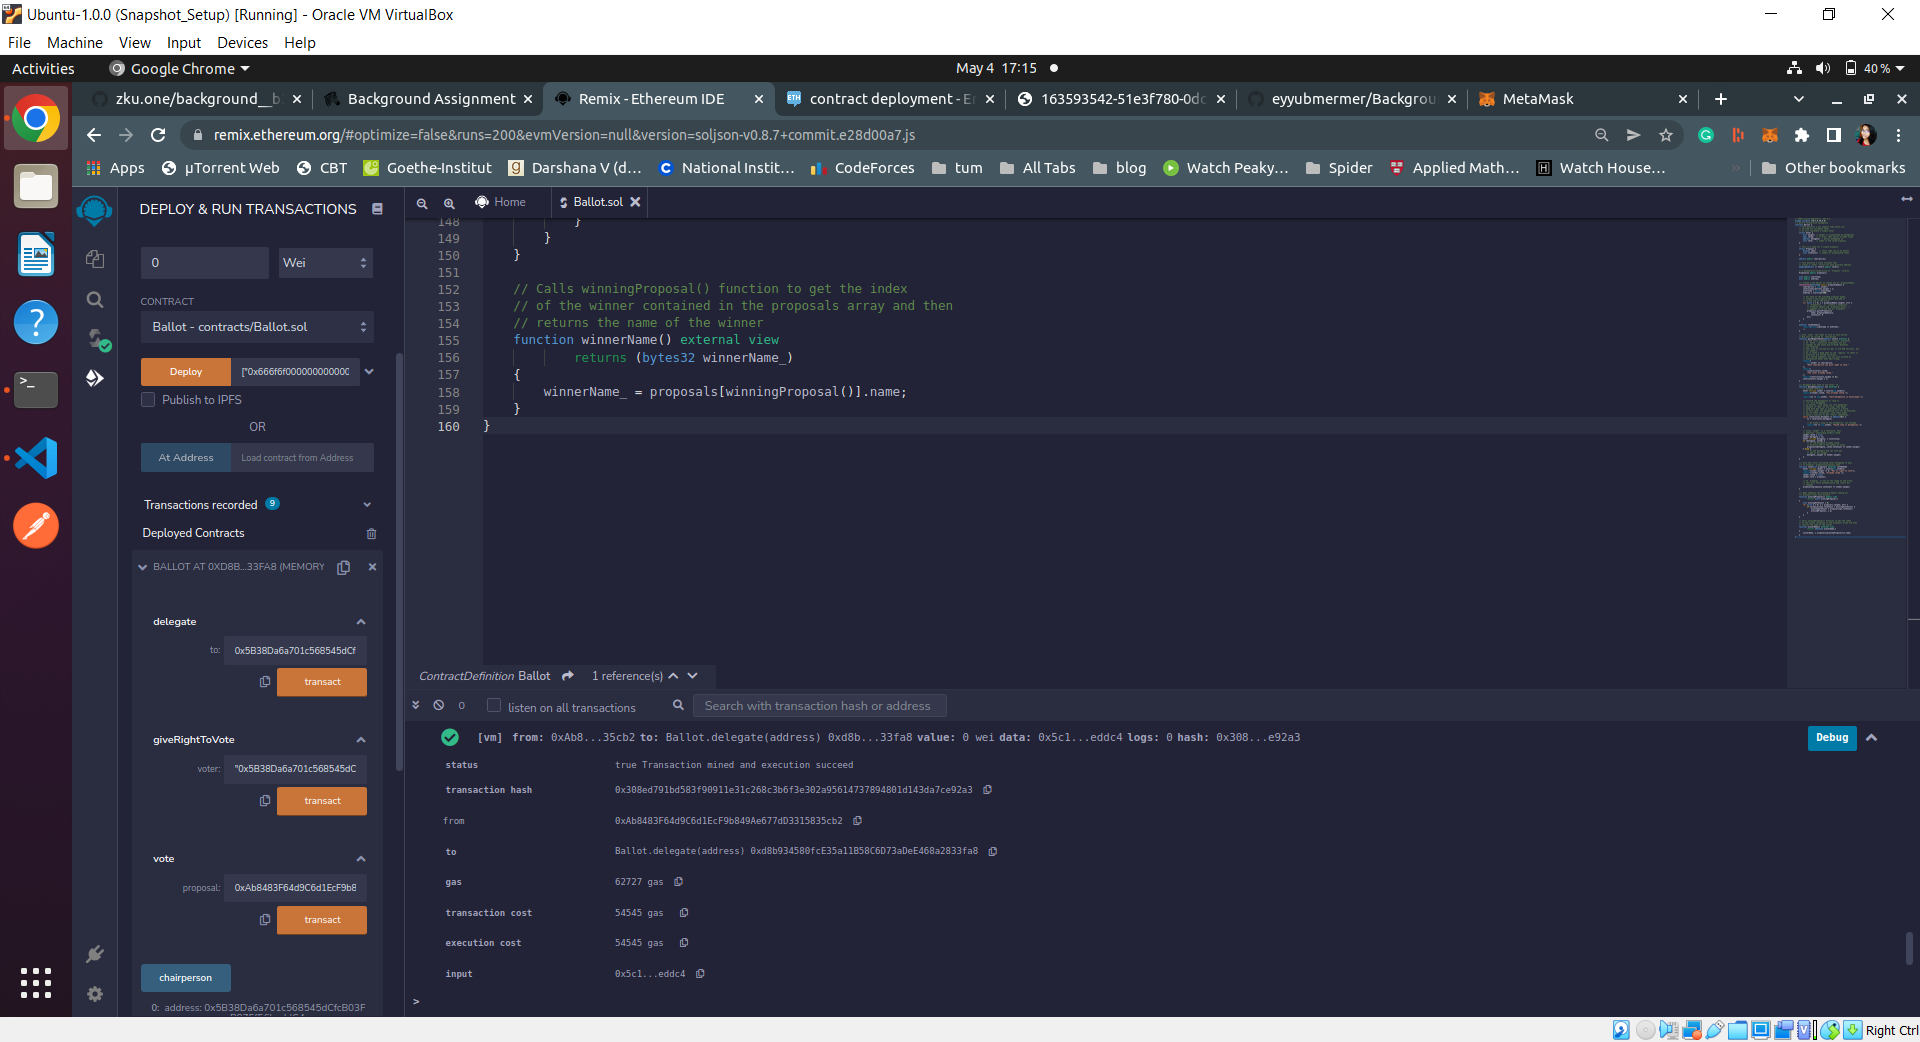 Ubuntu-1.0.0 (Snapshot_Setup) [Running] - Oracle VM VirtualBox
File Machine View Input Devices Help
Activities Google Chrome May 4 17:15 40 %
zku.one/background__b Background Assignment Remix - Ethereum IDE contract deployment - Er 163593542-51e3f780-0dc eyyubmermer/Backgrou MetaMask
remix.ethereum.org/#optimize=false&runs=200&evmVersion=null&version=soljson-v0.8.7+commit.e28d00a7.js
Apps µTorrent Web CBT Goethe-Institut Darshana V (d... National Instit... CodeForces tum All Tabs blog Watch Peaky... Spider Applied Math... Watch House... » Other bookmarks
DEPLOY & RUN TRANSACTIONS
0 Wei
CONTRACT
Ballot - contracts/Ballot.sol
Deploy ["0x666f6f000000000000
Publish to IPFS
OR
At Address Load contract from Address
Transactions recorded 9
Deployed Contracts
BALLOT AT 0XD8B...33FA8 (MEMORY
delegate
to: 0x5B38Da6a701c568545dCf
transact
giveRightToVote
voter: "0x5B38Da6a701c568545dC
transact
vote
proposal: 0xAb8483F64d9C6d1EcF9b8
transact
chairperson
0: address: 0x5B38Da6a701c568545dCfcB03F
Home Ballot.sol
148 }
149 }
150 }
151
152 // Calls winningProposal() function to get the index
153 // of the winner contained in the proposals array and then
154 // returns the name of the winner
155 function winnerName() external view
156 returns (bytes32 winnerName_)
157 {
158 winnerName_ = proposals[winningProposal()].name;
159 }
160 }
ContractDefinition Ballot 1 reference(s)
0 listen on all transactions Search with transaction hash or address
[vm] from: 0xAb8...35cb2 to: Ballot.delegate(address) 0xd8b...33fa8 value: 0 wei data: 0x5c1...eddc4 logs: 0 hash: 0x308...e92a3 Debug
status true Transaction mined and execution succeed
transaction hash 0x308ed791bd583f90911e31c268c3b6f3e302a95614737894801d143da7ce92a3
from 0xAb8483F64d9C6d1EcF9b849Ae677dD3315835cb2
to Ballot.delegate(address) 0xd8b934580fcE35a11B58C6D73aDeE468a2833fa8
gas 62727 gas
transaction cost 54545 gas
execution cost 54545 gas
input 0x5c1...eddc4
>
Right Ctrl